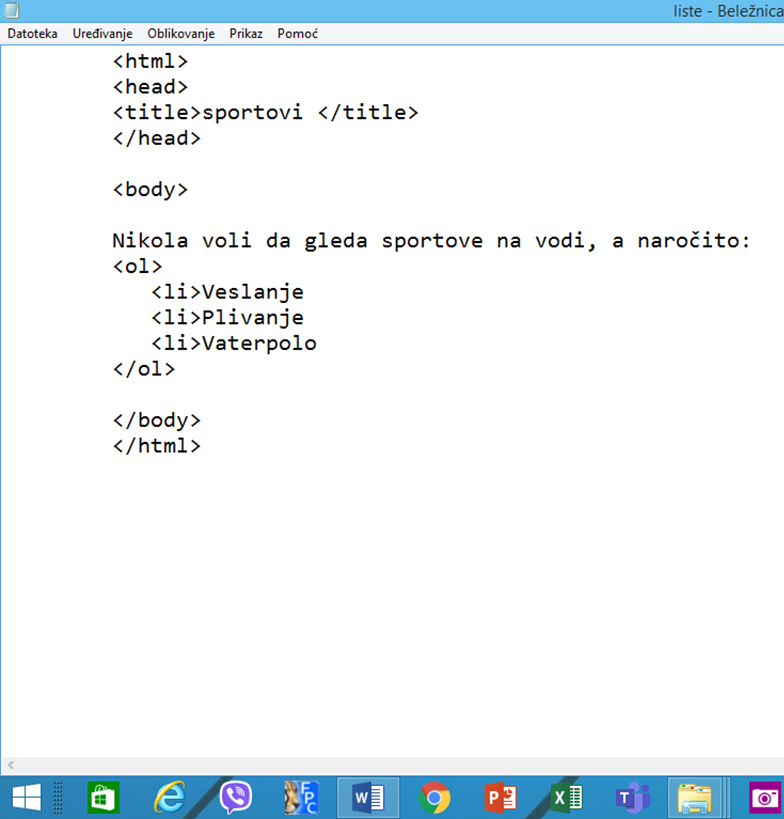 liste - Beležnica
Datoteka Uređivanje Oblikovanje Prikaz Pomoć
<html>
<head>
<title>sportovi </title>
</head>
<body>
Nikola voli da gleda sportove na vodi, a naročito:
<ol>
<li>Veslanje
<li>Plivanje
<li>Vaterpolo
</ol>
</body>
</html>
FPC